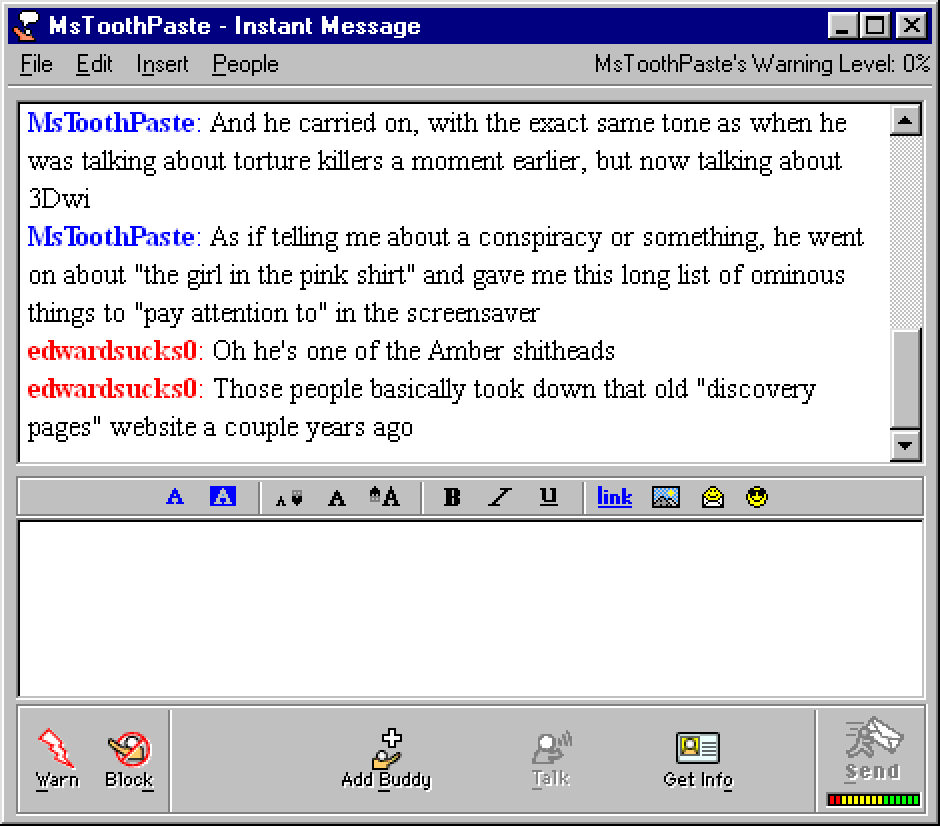 MsToothPaste - Instant Message
File Edit Insert People MsToothPaste's Warning Level: 0%
MsToothPaste: And he carried on, with the exact same tone as when he
was talking about torture killers a moment earlier, but now talking about
3Dwi
MsToothPaste: As if telling me about a conspiracy or something, he went
on about "the girl in the pink shirt" and gave me this long list of ominous
things to "pay attention to" in the screensaver
edwardsucks0: Oh he's one of the Amber shitheads
edwardsucks0: Those people basically took down that old "discovery
pages" website a couple years ago
A A A A A B I U link
Warn Block Add Buddy Talk Get Info Send